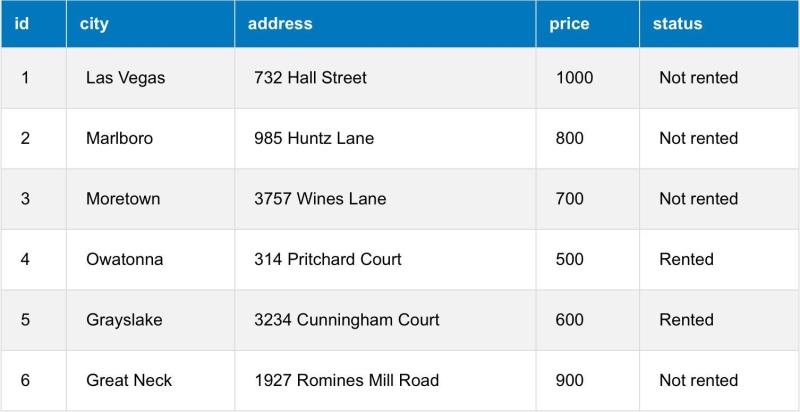 id city address price status
1 Las Vegas 732 Hall Street 1000 Not rented
2 Marlboro 985 Huntz Lane 800 Not rented
3 Moretown 3757 Wines Lane 700 Not rented
4 Owatonna 314 Pritchard Court 500 Rented
5 Grayslake 3234 Cunningham Court 600 Rented
6 Great Neck 1927 Romines Mill Road 900 Not rented